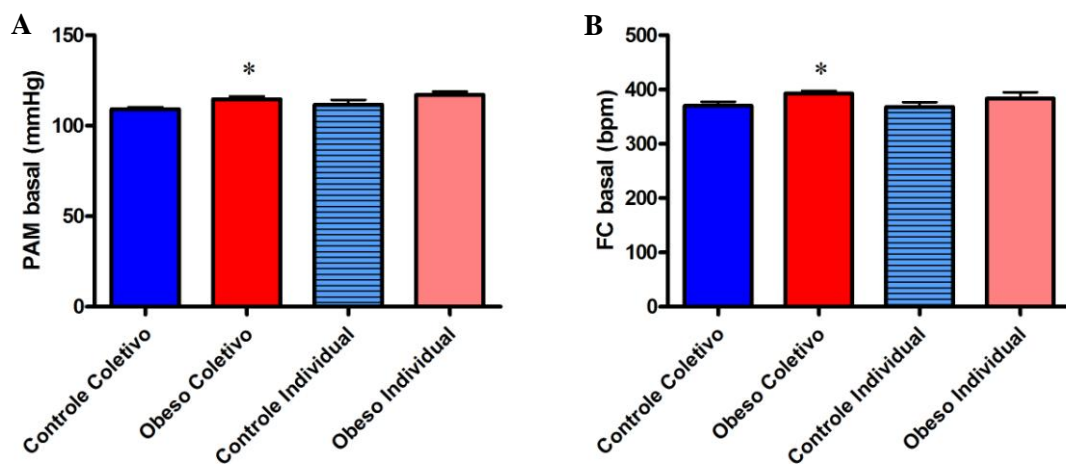 A
PAM basal (mmHg)
150
100
50
0
*
Controle Coletivo
Obeso Coletivo
Controle Individual
Obeso Individual
B
FC basal (bpm)
500
400
300
200
100
0
*
Controle Coletivo
Obeso Coletivo
Controle Individual
Obeso Individual